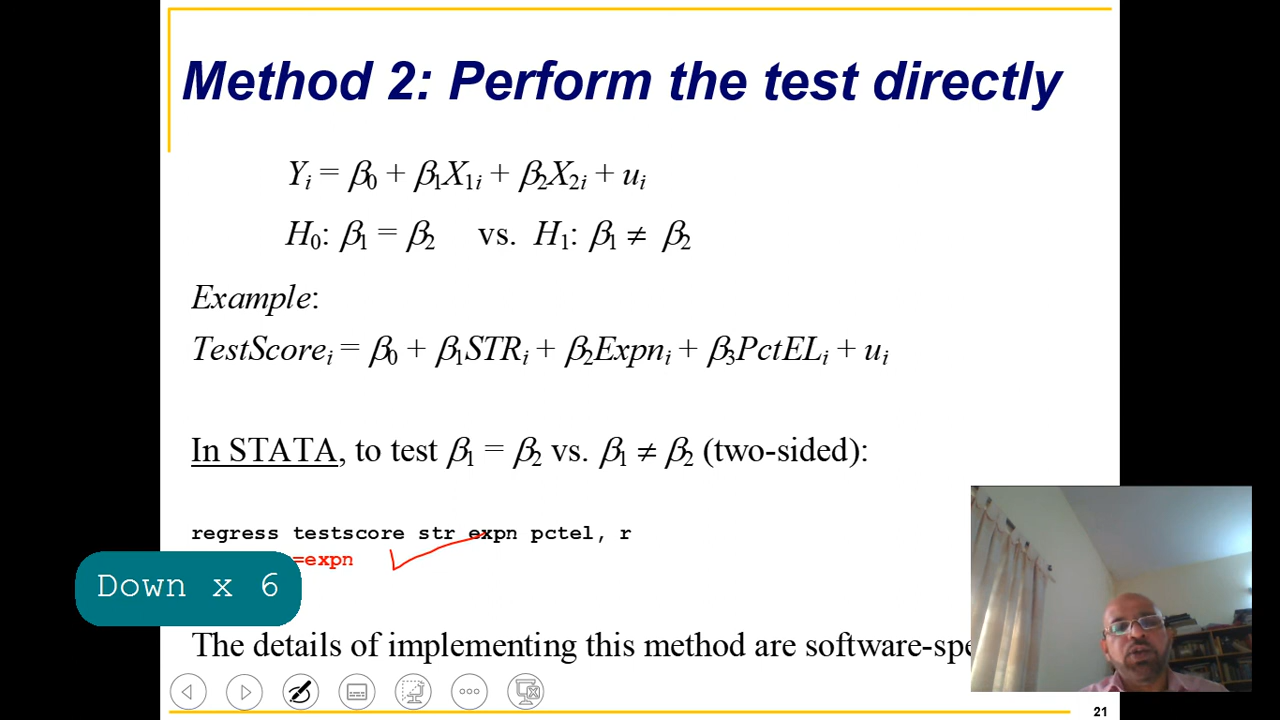 Method 2: Perform the test directly
Yᵢ = β₀ + β₁X₁ᵢ + β₂X₂ᵢ + uᵢ
H₀: β₁ = β₂ vs. H₁: β₁ ≠ β₂
Example:
TestScoreᵢ = β₀ + β₁STRᵢ + β₂Expnᵢ + β₃PctELᵢ + uᵢ
In STATA, to test β₁ = β₂ vs. β₁ ≠ β₂ (two-sided):
regress testscore str expn pctel, r
=expn
Down x 6
The details of implementing this method are
21